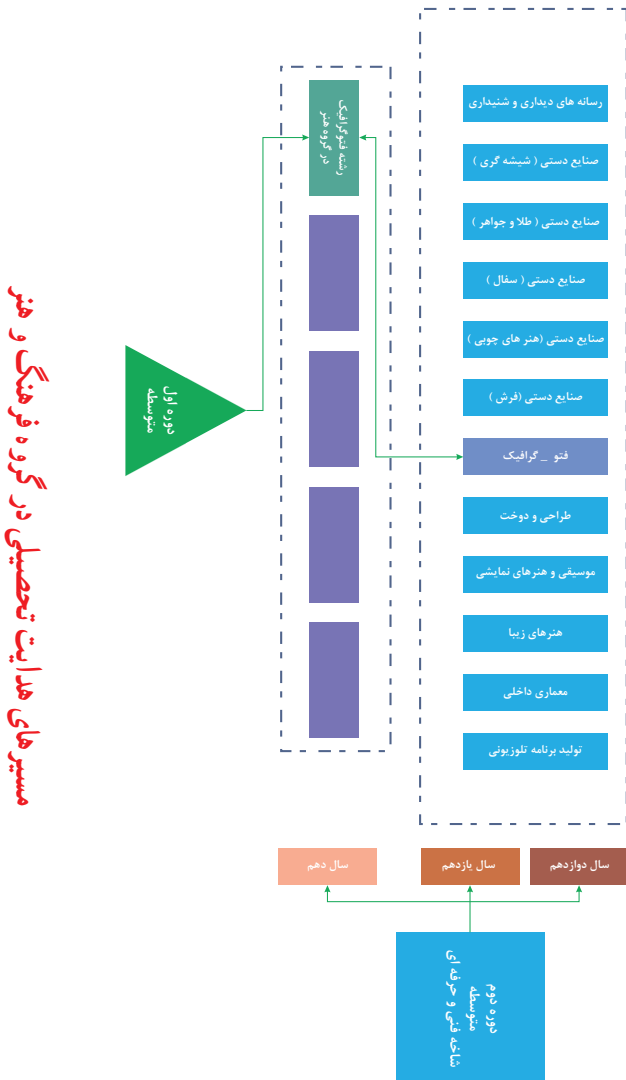 مسیرهای هدایت تحصیلی در گروه فرهنگ و هنر
دوره اول
متوسطه
رشته فتوگرافیک
در گروه هنر
رسانه های دیداری و شنیداری
صنایع دستی ( شیشه گری )
صنایع دستی ( طلا و جواهر )
صنایع دستی ( سفال )
صنایع دستی (هنر های چوبی )
صنایع دستی (فرش )
فتو _ گرافیک
طراحی و دوخت
موسیقی و هنرهای نمایشی
هنرهای زیبا
معماری داخلی
تولید برنامه تلوزیونی
سال دهم
سال یازدهم
سال دوازدهم
دوره دوم
متوسطه
شاخه فنی و حرفه ای